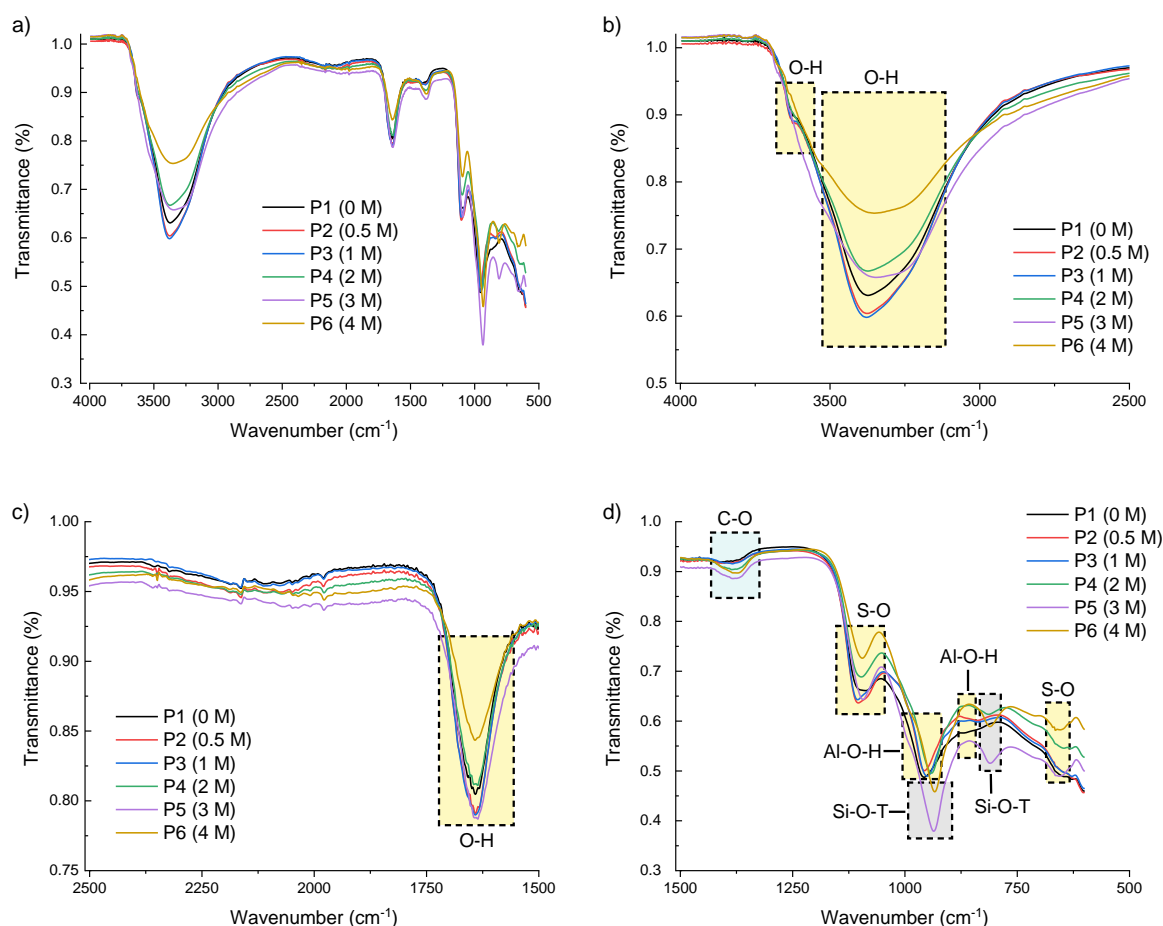 a)
Transmittance (%)
1.0
0.9
0.8
0.7
0.6
0.5
0.4
0.3
P1 (0 M)
P2 (0.5 M)
P3 (1 M)
P4 (2 M)
P5 (3 M)
P6 (4 M)
4000 3500 3000 2500 2000 1500 1000 500
Wavenumber (cm⁻¹)
b)
Transmittance (%)
1.0
0.9
0.8
0.7
0.6
0.5
O-H
O-H
P1 (0 M)
P2 (0.5 M)
P3 (1 M)
P4 (2 M)
P5 (3 M)
P6 (4 M)
4000 3500 3000 2500
Wavenumber (cm⁻¹)
c)
Transmittance (%)
1.00
0.95
0.90
0.85
0.80
0.75
P1 (0 M)
P2 (0.5 M)
P3 (1 M)
P4 (2 M)
P5 (3 M)
P6 (4 M)
O-H
2500 2250 2000 1750 1500
Wavenumber (cm⁻¹)
d)
Transmittance (%)
1.0
0.9
0.8
0.7
0.6
0.5
0.4
0.3
C-O
P1 (0 M)
P2 (0.5 M)
P3 (1 M)
P4 (2 M)
P5 (3 M)
P6 (4 M)
S-O
Al-O-H
S-O
Al-O-H
Si-O-T
Si-O-T
1500 1250 1000 750 500
Wavenumber (cm⁻¹)